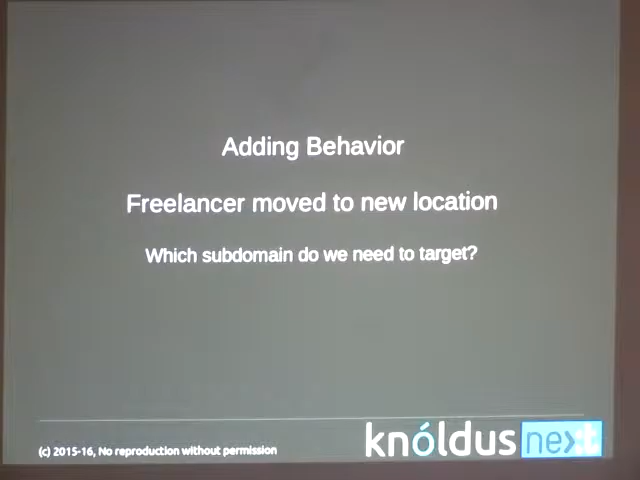 Adding Behavior
Freelancer moved to new location
Which subdomain do we need to target?
(c) 2015-16, No reproduction without permission
knóldus next